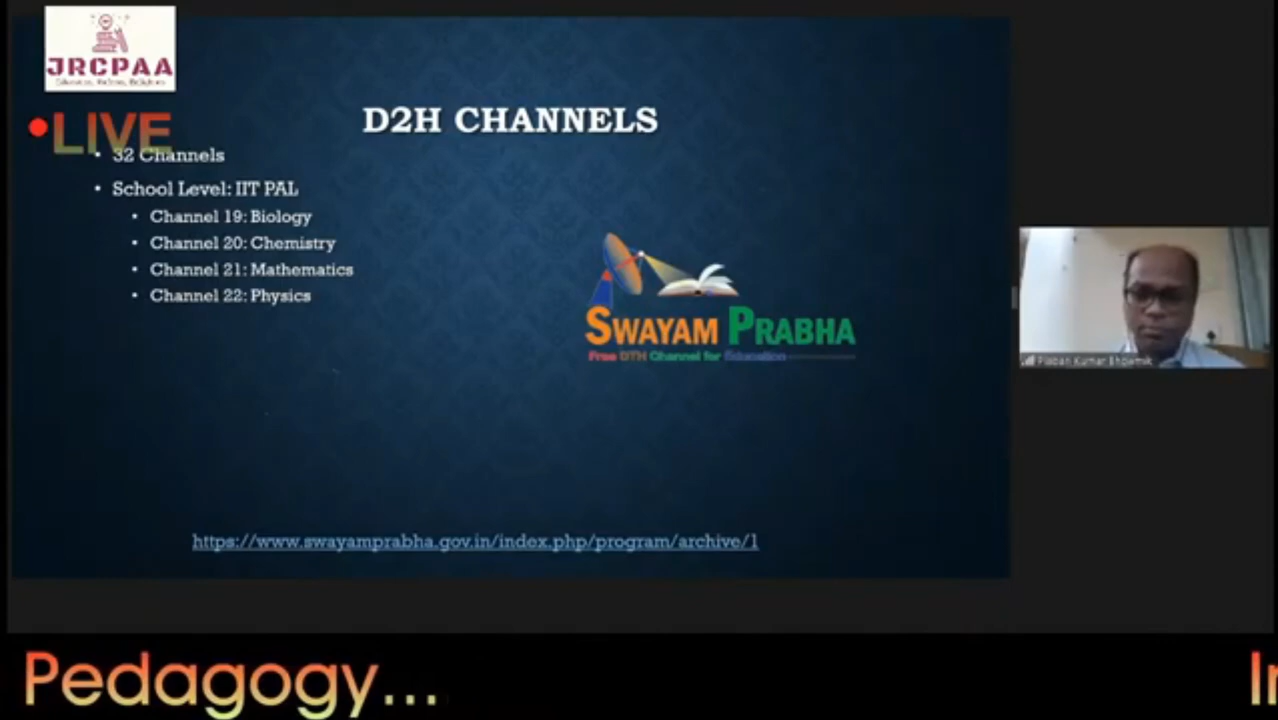 JRCPAA
LIVE
D2H CHANNELS
• 32 Channels
• School Level: IIT PAL
• Channel 19: Biology
• Channel 20: Chemistry
• Channel 21: Mathematics
• Channel 22: Physics
SWAYAM PRABHA
Free DTH Channel for Education
https://www.swayamprabha.gov.in/index.php/program/archive/1
Kumar
Pedagogy...